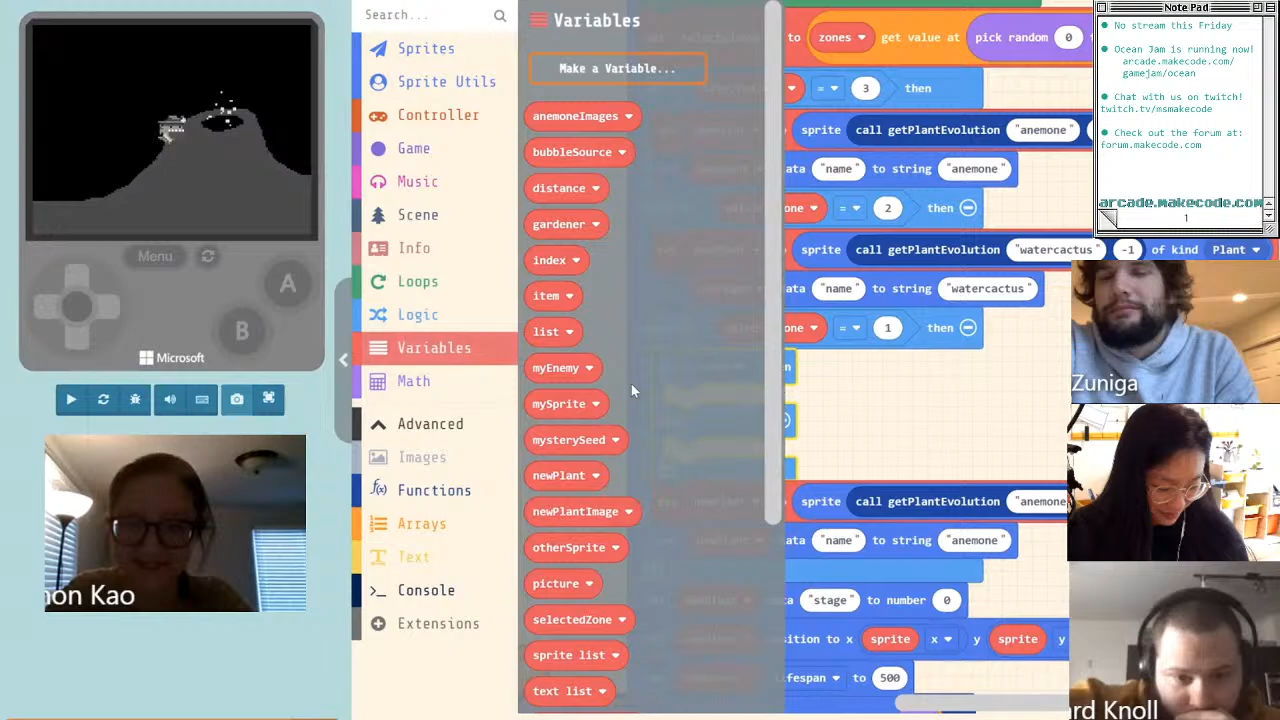 Menu
A
B
Microsoft
non Kao
Search...
Sprites
Sprite Utils
Controller
Game
Music
Scene
Info
Loops
Logic
Variables
Math
Advanced
Images
Functions
Arrays
Text
Console
Extensions
Variables
Make a Variable...
anemoneImages
bubbleSource
distance
gardener
index
item
list
myEnemy
mySprite
mysterySeed
newPlant
newPlantImage
otherSprite
picture
selectedZone
sprite list
text list
to zones get value at pick random 0
= 3 then
sprite call getPlantEvolution "anemone"
ata "name" to string "anemone"
one = 2 then
sprite call getPlantEvolution "watercactus" -1 of kind Plant
ata "name" to string "watercactus"
one = 1 then
n
sprite call getPlantEvolution "anemone
ata "name" to string "anemone"
ta "stage" to number 0
sition to x sprite x y sprite y
ifespan to 500
Note Pad
No stream this Friday
Ocean Jam is running now!
arcade.makecode.com/
gamejam/ocean
Chat with us on twitch!
twitch.tv/msmakecode
Check out the forum at:
forum.makecode.com
arcade.makecode.com
1
Zuniga
ard Knoll